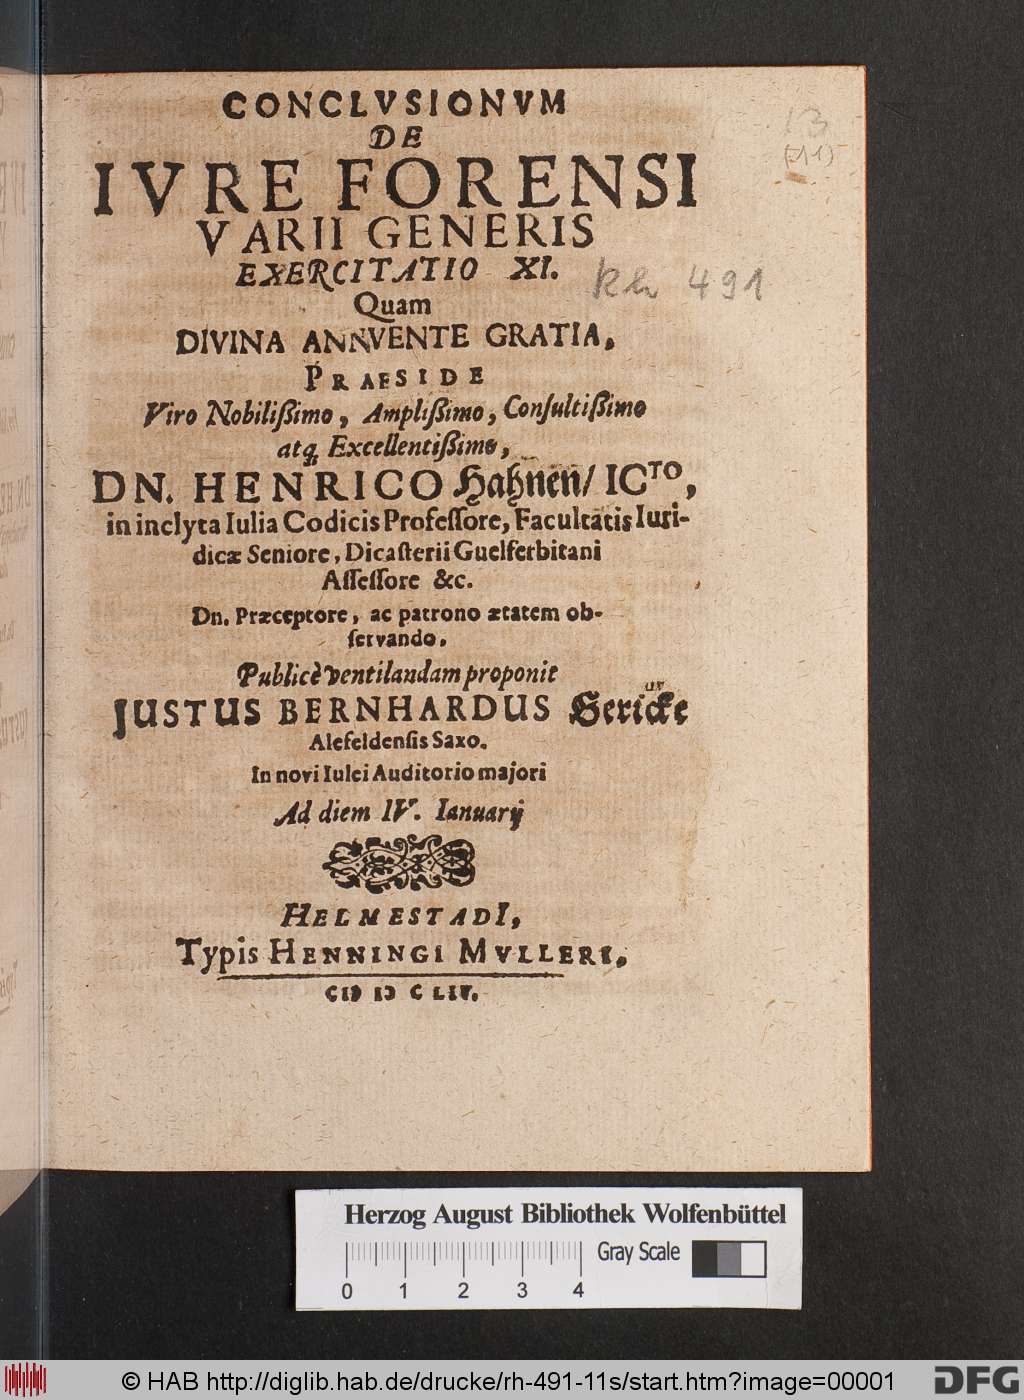 CONCLVSIONVM
DE
IVRE FORENSI
VARII GENERIS
EXERCITATIO XI.
Quam
DIVINA ANNVENTE GRATIA,
PRAESIDE
Viro Nobilißimo, Amplißimo, Consultißimo
atq; Excellentißimo,
DN. HENRICO Hahnen/ ICTO,
in inclyta Iulia Codicis Professore, Facultatis Iuri-
dicæ Seniore, Dicasterii Guelferbitani
Assessore &c.
Dn. Præceptore, ac patrono ætatem ob-
servando.
Publicè ventilandam proponit
JUSTUS BERNHARDUS Gericke
Alefeldensis Saxo.
In novi Iulei Auditorio majori
Ad diem IV. Ianuarij
HELMESTADI,
Typis HENNINGI MVLLERI,
CIↃ IↃ C LIV.
13
(11)
Rh 491
Herzog August Bibliothek Wolfenbüttel
Gray Scale
0 1 2 3 4
© HAB http://diglib.hab.de/drucke/rh-491-11s/start.htm?image=00001
DFG